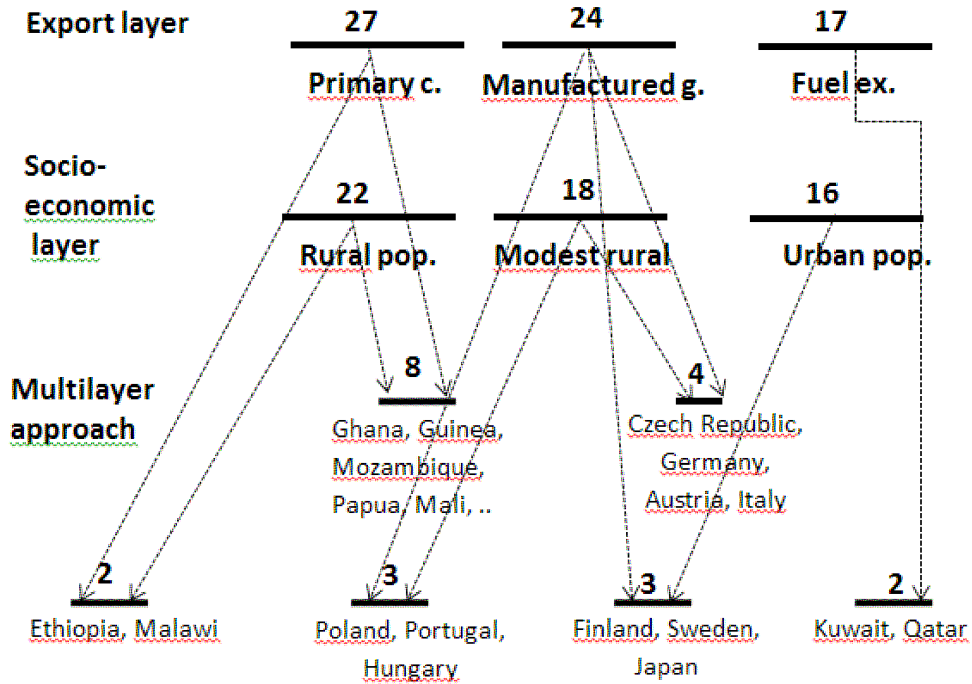 Export layer
27
24
17
Primary c.
Manufactured g.
Fuel ex.
Socio-
economic
layer
22
18
16
Rural pop.
Modest rural
Urban pop.
Multilayer
approach
8
4
Ghana, Guinea,
Mozambique,
Papua, Mali, ..
Czech Republic,
Germany,
Austria, Italy
2
3
3
2
Ethiopia, Malawi
Poland, Portugal,
Hungary
Finland, Sweden,
Japan
Kuwait, Qatar